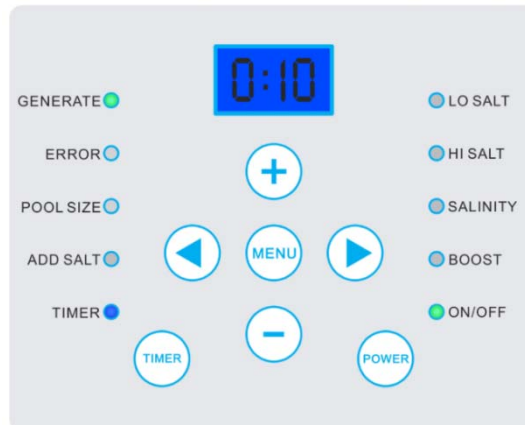 0:10
GENERATE
LO SALT
ERROR
HI SALT
POOL SIZE
SALINITY
ADD SALT
MENU
BOOST
TIMER
ON/OFF
TIMER
POWER